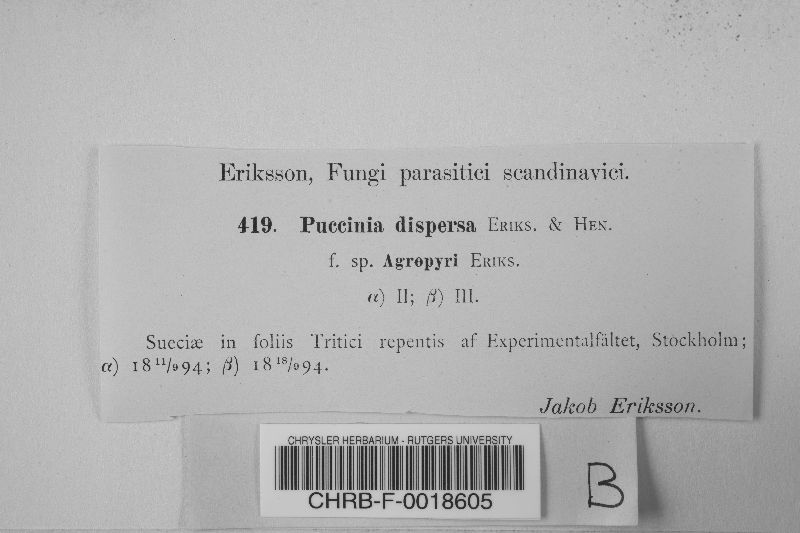 Eriksson, Fungi parasitici scandinavici.
419. Puccinia dispersa ERIKS. & HEN.
f. sp. Agropyri ERIKS.
α) II; β) III.
Sueciæ in foliis Tritici repentis af Experimentalfältet, Stockholm;
α) 18 11/9 94; β) 18 18/9 94.
Jakob Eriksson.
CHRYSLER HERBARIUM - RUTGERS UNIVERSITY
CHRB-F-0018605
B